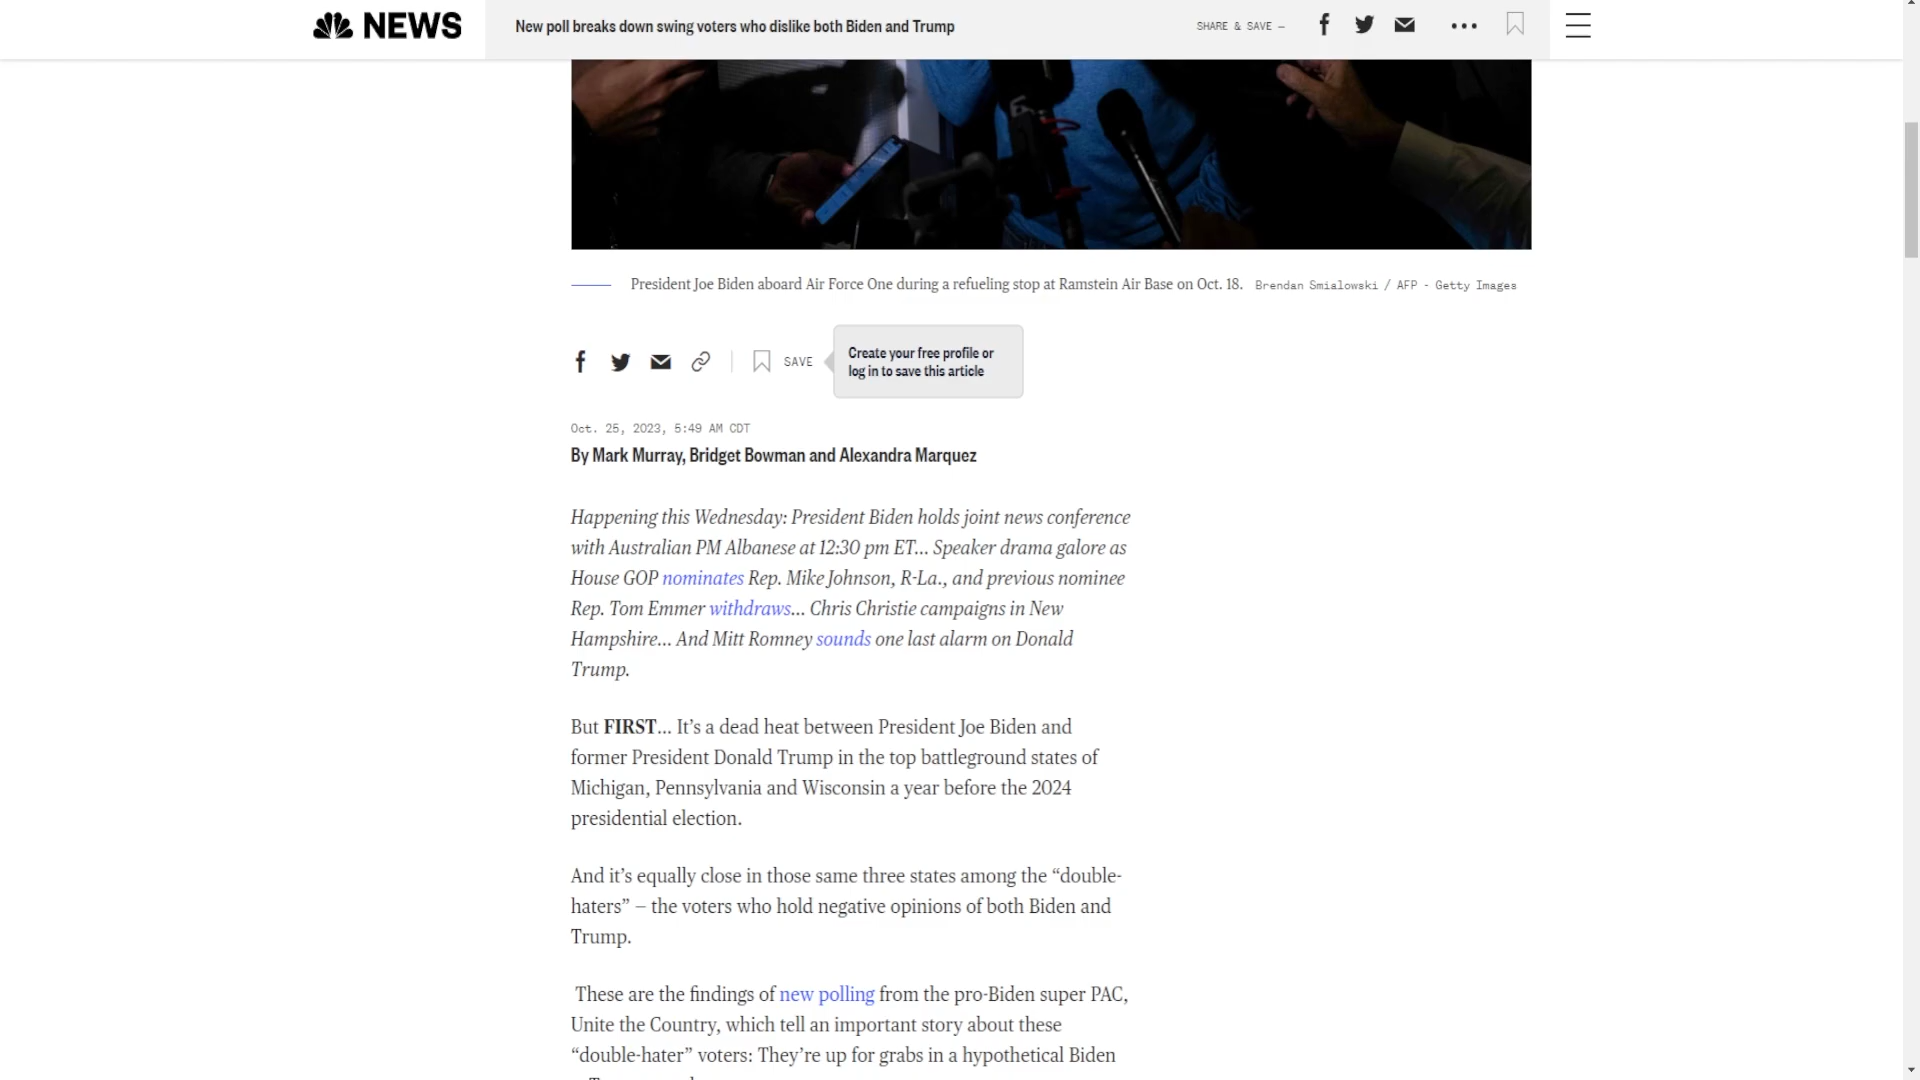 NEWS
New poll breaks down swing voters who dislike both Biden and Trump
SHARE & SAVE —
President Joe Biden aboard Air Force One during a refueling stop at Ramstein Air Base on Oct. 18. Brendan Smialowski / AFP - Getty Images
SAVE
Create your free profile or
log in to save this article
Oct. 25, 2023, 5:49 AM CDT
By Mark Murray, Bridget Bowman and Alexandra Marquez
Happening this Wednesday: President Biden holds joint news conference
with Australian PM Albanese at 12:30 pm ET... Speaker drama galore as
House GOP nominates Rep. Mike Johnson, R-La., and previous nominee
Rep. Tom Emmer withdraws... Chris Christie campaigns in New
Hampshire... And Mitt Romney sounds one last alarm on Donald
Trump.
But FIRST... It’s a dead heat between President Joe Biden and
former President Donald Trump in the top battleground states of
Michigan, Pennsylvania and Wisconsin a year before the 2024
presidential election.
And it’s equally close in those same three states among the “double-
haters” – the voters who hold negative opinions of both Biden and
Trump.
These are the findings of new polling from the pro-Biden super PAC,
Unite the Country, which tell an important story about these
“double-hater” voters: They’re up for grabs in a hypothetical Biden